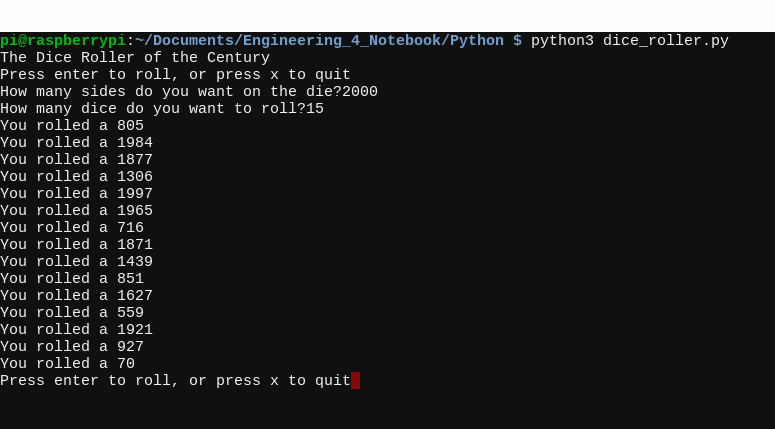 pi@raspberrypi:~/Documents/Engineering_4_Notebook/Python $ python3 dice_roller.py
The Dice Roller of the Century
Press enter to roll, or press x to quit
How many sides do you want on the die?2000
How many dice do you want to roll?15
You rolled a 805
You rolled a 1984
You rolled a 1877
You rolled a 1306
You rolled a 1997
You rolled a 1965
You rolled a 716
You rolled a 1871
You rolled a 1439
You rolled a 851
You rolled a 1627
You rolled a 559
You rolled a 1921
You rolled a 927
You rolled a 70
Press enter to roll, or press x to quit